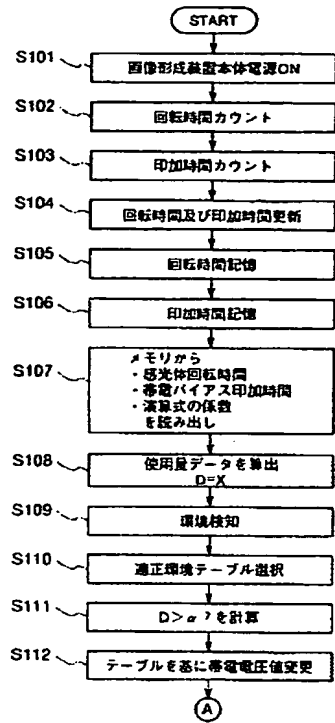 START
S101
画像形成装置本体電源ON
S102
回転時間カウント
S103
印加時間カウント
S104
回転時間及び印加時間更新
S105
回転時間記憶
S106
印加時間記憶
S107
メモリから
・感光体回転時間
・帯電バイアス印加時間
・演算式の係数
を読み出し
S108
使用量データを算出
D=X
S109
環境検知
S110
適正環境テーブル選択
S111
D>α?を計算
S112
テーブルを基に帯電電圧値変更
A